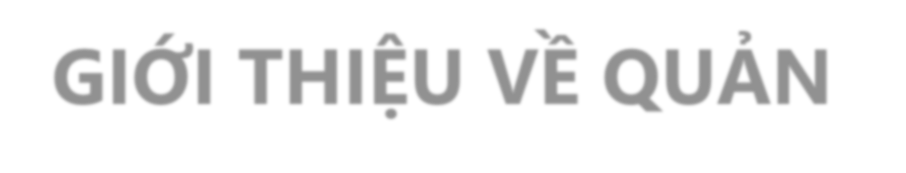 GIỚI THIỆU VỀ QUẢN